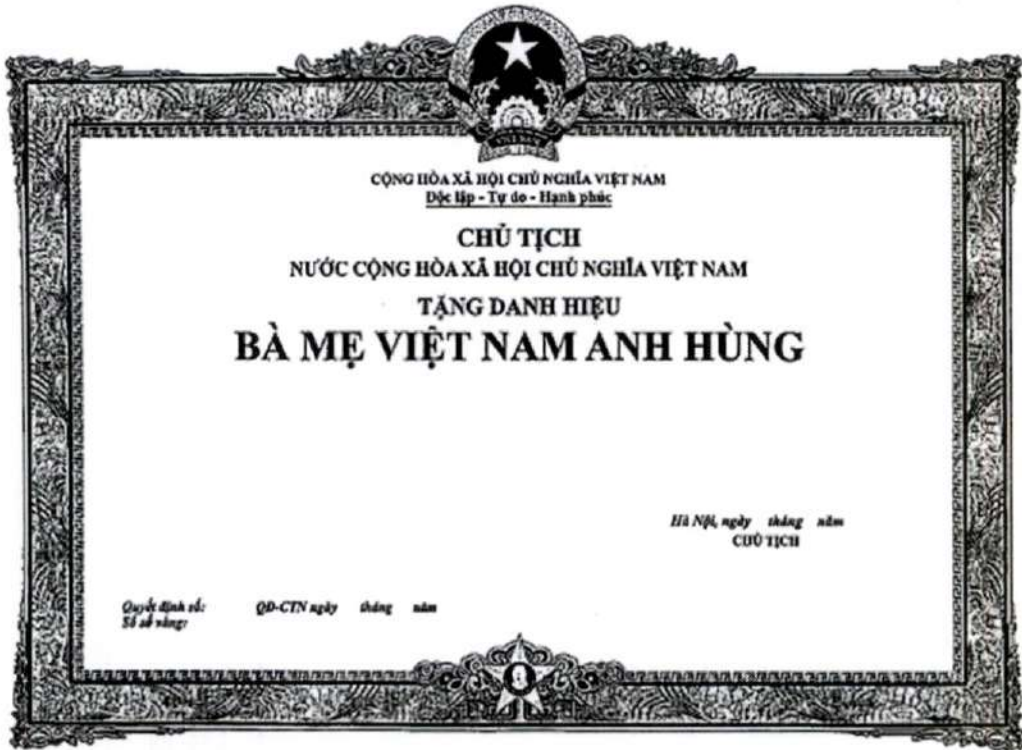 CỘNG HÒA XÃ HỘI CHỦ NGHĨA VIỆT NAM
Độc lập - Tự do - Hạnh phúc
CHỦ TỊCH
NƯỚC CỘNG HÒA XÃ HỘI CHỦ NGHĨA VIỆT NAM
TẶNG DANH HIỆU
BÀ MẸ VIỆT NAM ANH HÙNG
Hà Nội, ngày tháng năm
CHỦ TỊCH
Quyết định số: QĐ-CTN ngày tháng năm
Số sổ vàng: